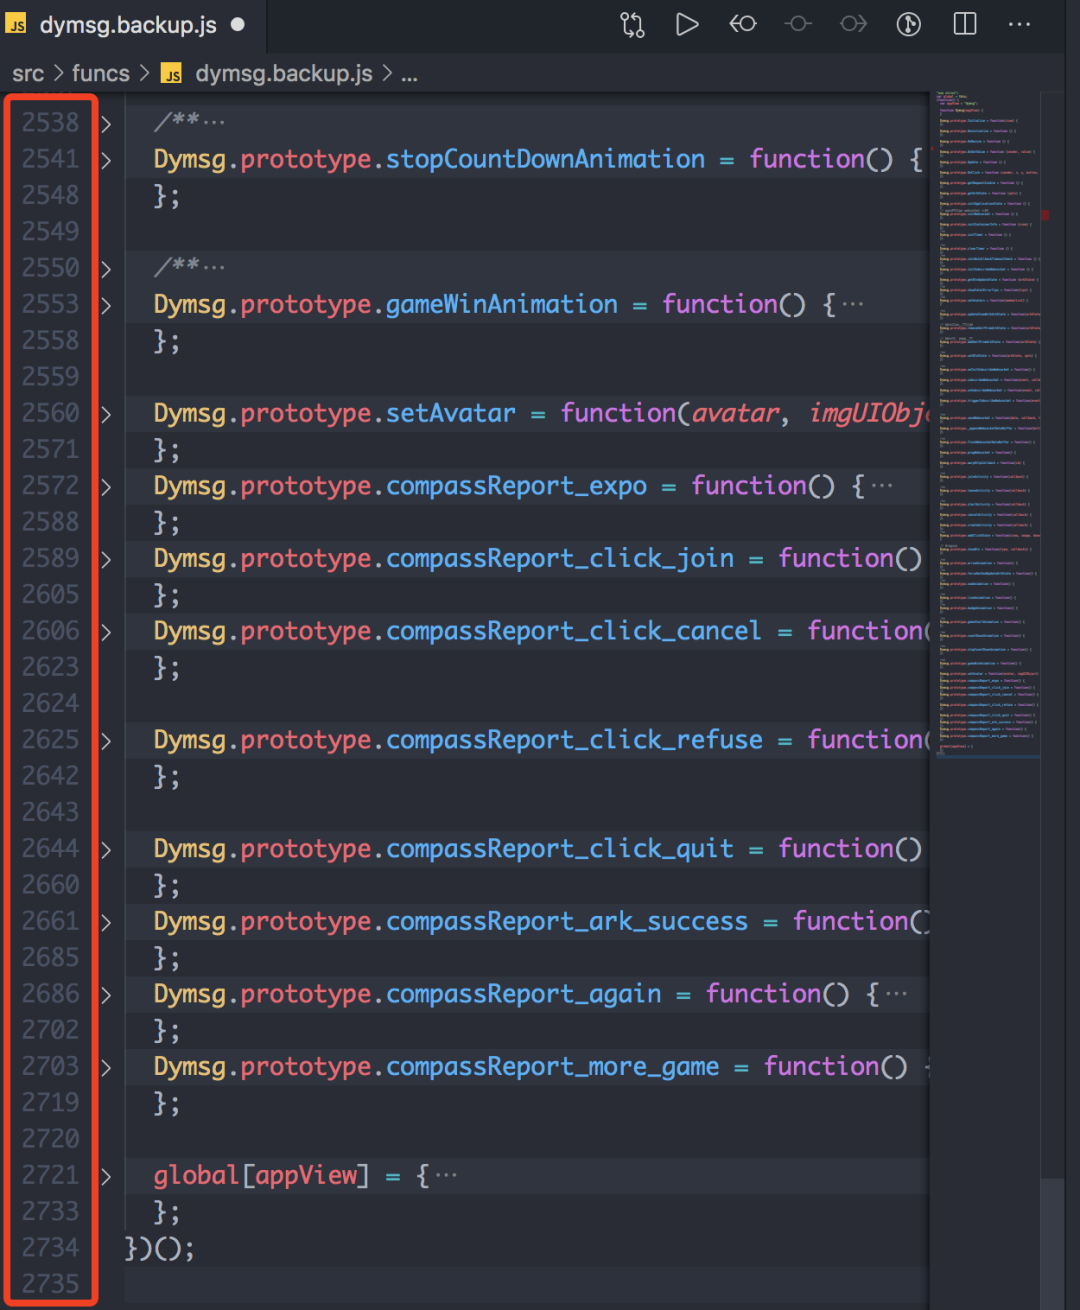 JS dymsg.backup.js
src > funcs > JS dymsg.backup.js > ...
2538 /**···
2541 Dymsg.prototype.stopCountDownAnimation = function() {
2548 };
2549
2550 /**···
2553 Dymsg.prototype.gameWinAnimation = function() {···
2558 };
2559
2560 Dymsg.prototype.setAvatar = function(avatar, imgUIObj
2571 };
2572 Dymsg.prototype.compassReport_expo = function() {···
2588 };
2589 Dymsg.prototype.compassReport_click_join = function()
2605 };
2606 Dymsg.prototype.compassReport_click_cancel = function(
2623 };
2624
2625 Dymsg.prototype.compassReport_click_refuse = function(
2642 };
2643
2644 Dymsg.prototype.compassReport_click_quit = function()
2660 };
2661 Dymsg.prototype.compassReport_ark_success = function()
2685 };
2686 Dymsg.prototype.compassReport_again = function() {···
2702 };
2703 Dymsg.prototype.compassReport_more_game = function() {
2719 };
2720
2721 global[appView] = {···
2733 };
2734 })();
2735